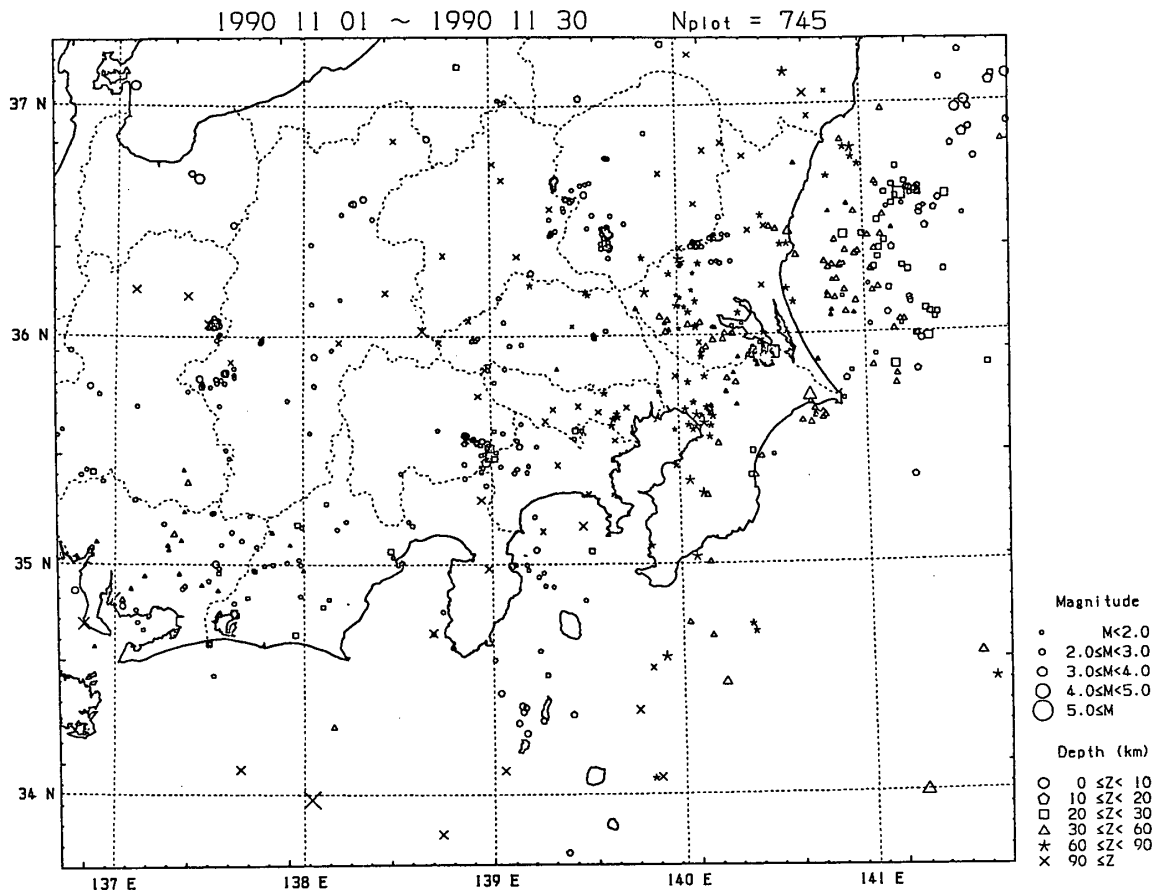 1990 11 01 ~ 1990 11 30 Nplot = 745
37 N
36 N
35 N
34 N
137 E 138 E 139 E 140 E 141 E
Magnitude
M<2.0
2.0≤M<3.0
3.0≤M<4.0
4.0≤M<5.0
5.0≤M
Depth (km)
0 ≤Z< 10
10 ≤Z< 20
20 ≤Z< 30
30 ≤Z< 60
60 ≤Z< 90
90 ≤Z